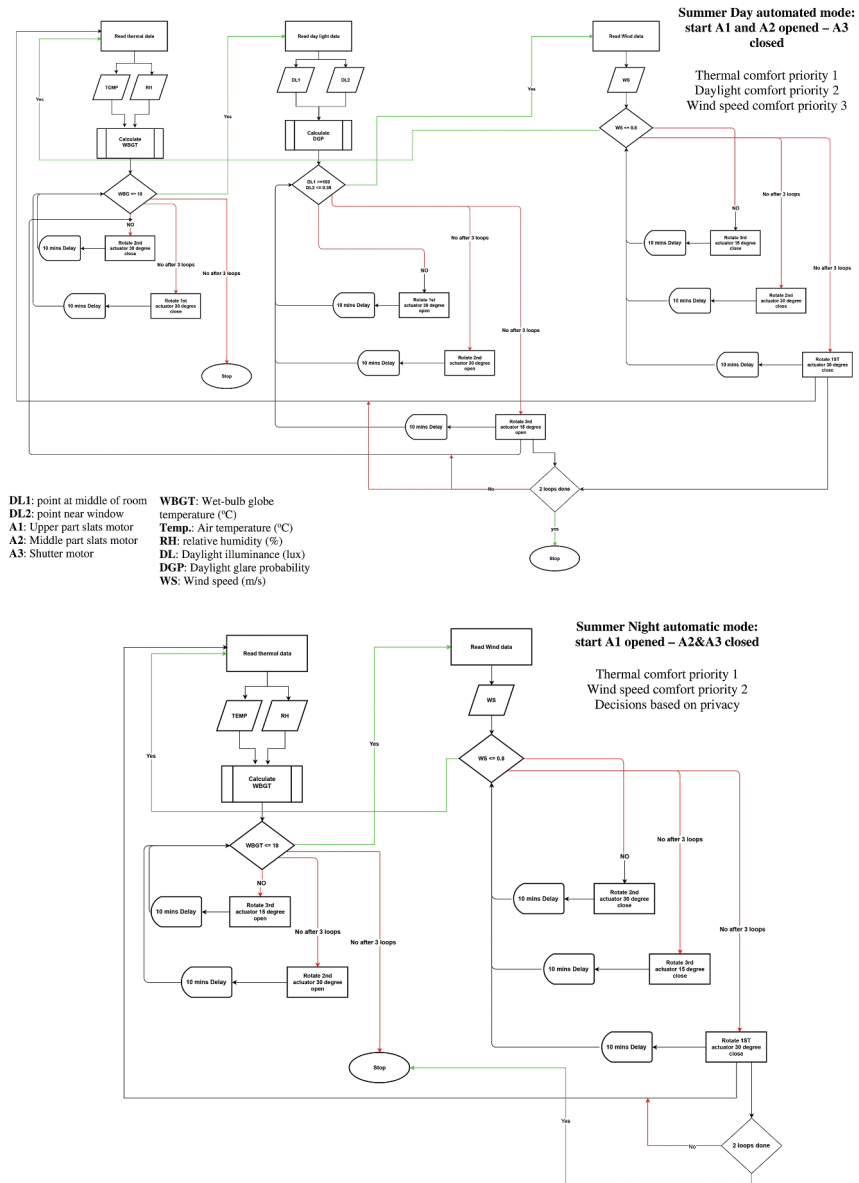 Summer Day automated mode:
start A1 and A2 opened – A3
closed
Thermal comfort priority 1
Daylight comfort priority 2
Wind speed comfort priority 3
Read thermal data
Read day light data
Read Wind data
TEMP
RH
DL1
DL2
WS
Yes
Yes
Yes
Calculate
WBGT
Calculate
DGP
WS <= 0.8
WBG <= 18
DL1 >=100
DL2 <= 0.35
NO
Rotate 2nd
actuator 30 degree
close
10 mins Delay
No after 3 loops
No after 3 loops
Rotate 1st
actuator 30 degree
close
10 mins Delay
Stop
NO
No after 3 loops
No after 3 loops
Rotate 1st
actuator 30 degree
open
10 mins Delay
Rotate 2nd
actuator 30 degree
open
10 mins Delay
Rotate 3rd
actuator 15 degree
open
10 mins Delay
NO
No after 3 loops
No after 3 loops
Rotate 3rd
actuator 15 degree
close
10 mins Delay
Rotate 2nd
actuator 30 degree
close
10 mins Delay
Rotate 1ST
actuator 30 degree
close
10 mins Delay
No
2 loops done
yes
Stop
DL1: point at middle of room
DL2: point near window
A1: Upper part slats motor
A2: Middle part slats motor
A3: Shutter motor
WBGT: Wet-bulb globe
temperature (ºC)
Temp.: Air temperature (ºC)
RH: relative humidity (%)
DL: Daylight illuminance (lux)
DGP: Daylight glare probability
WS: Wind speed (m/s)
Summer Night automatic mode:
start A1 opened – A2&A3 closed
Thermal comfort priority 1
Wind speed comfort priority 2
Decisions based on privacy
Read thermal data
Read Wind data
TEMP
RH
WS
Yes
Yes
Calculate
WBGT
WS <= 0.8
WBGT <= 18
NO
Rotate 3rd
actuator 15 degree
open
10 mins Delay
No after 3 loops
No after 3 loops
Rotate 2nd
actuator 30 degree
open
10 mins Delay
Stop
NO
No after 3 loops
No after 3 loops
Rotate 2nd
actuator 30 degree
close
10 mins Delay
Rotate 3rd
actuator 15 degree
close
10 mins Delay
Rotate 1ST
actuator 30 degree
close
10 mins Delay
Yes
No
2 loops done